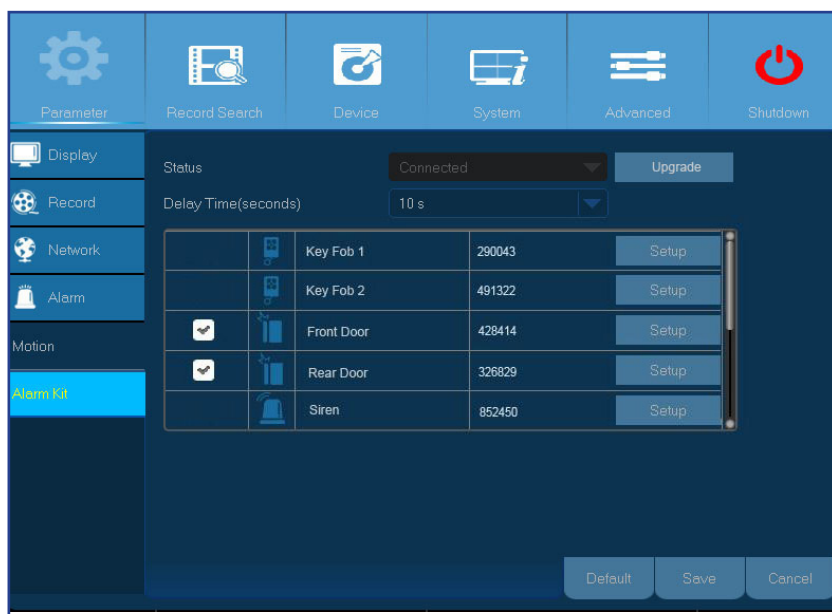 Parameter
Record Search
Device
System
Advanced
Shutdown
Display
Record
Network
Alarm
Motion
Alarm Kit
Status Connected Upgrade
Delay Time(seconds) 10 s
Key Fob 1 290043 Setup
Key Fob 2 491322 Setup
Front Door 428414 Setup
Rear Door 326829 Setup
Siren 852450 Setup
Default Save Cancel